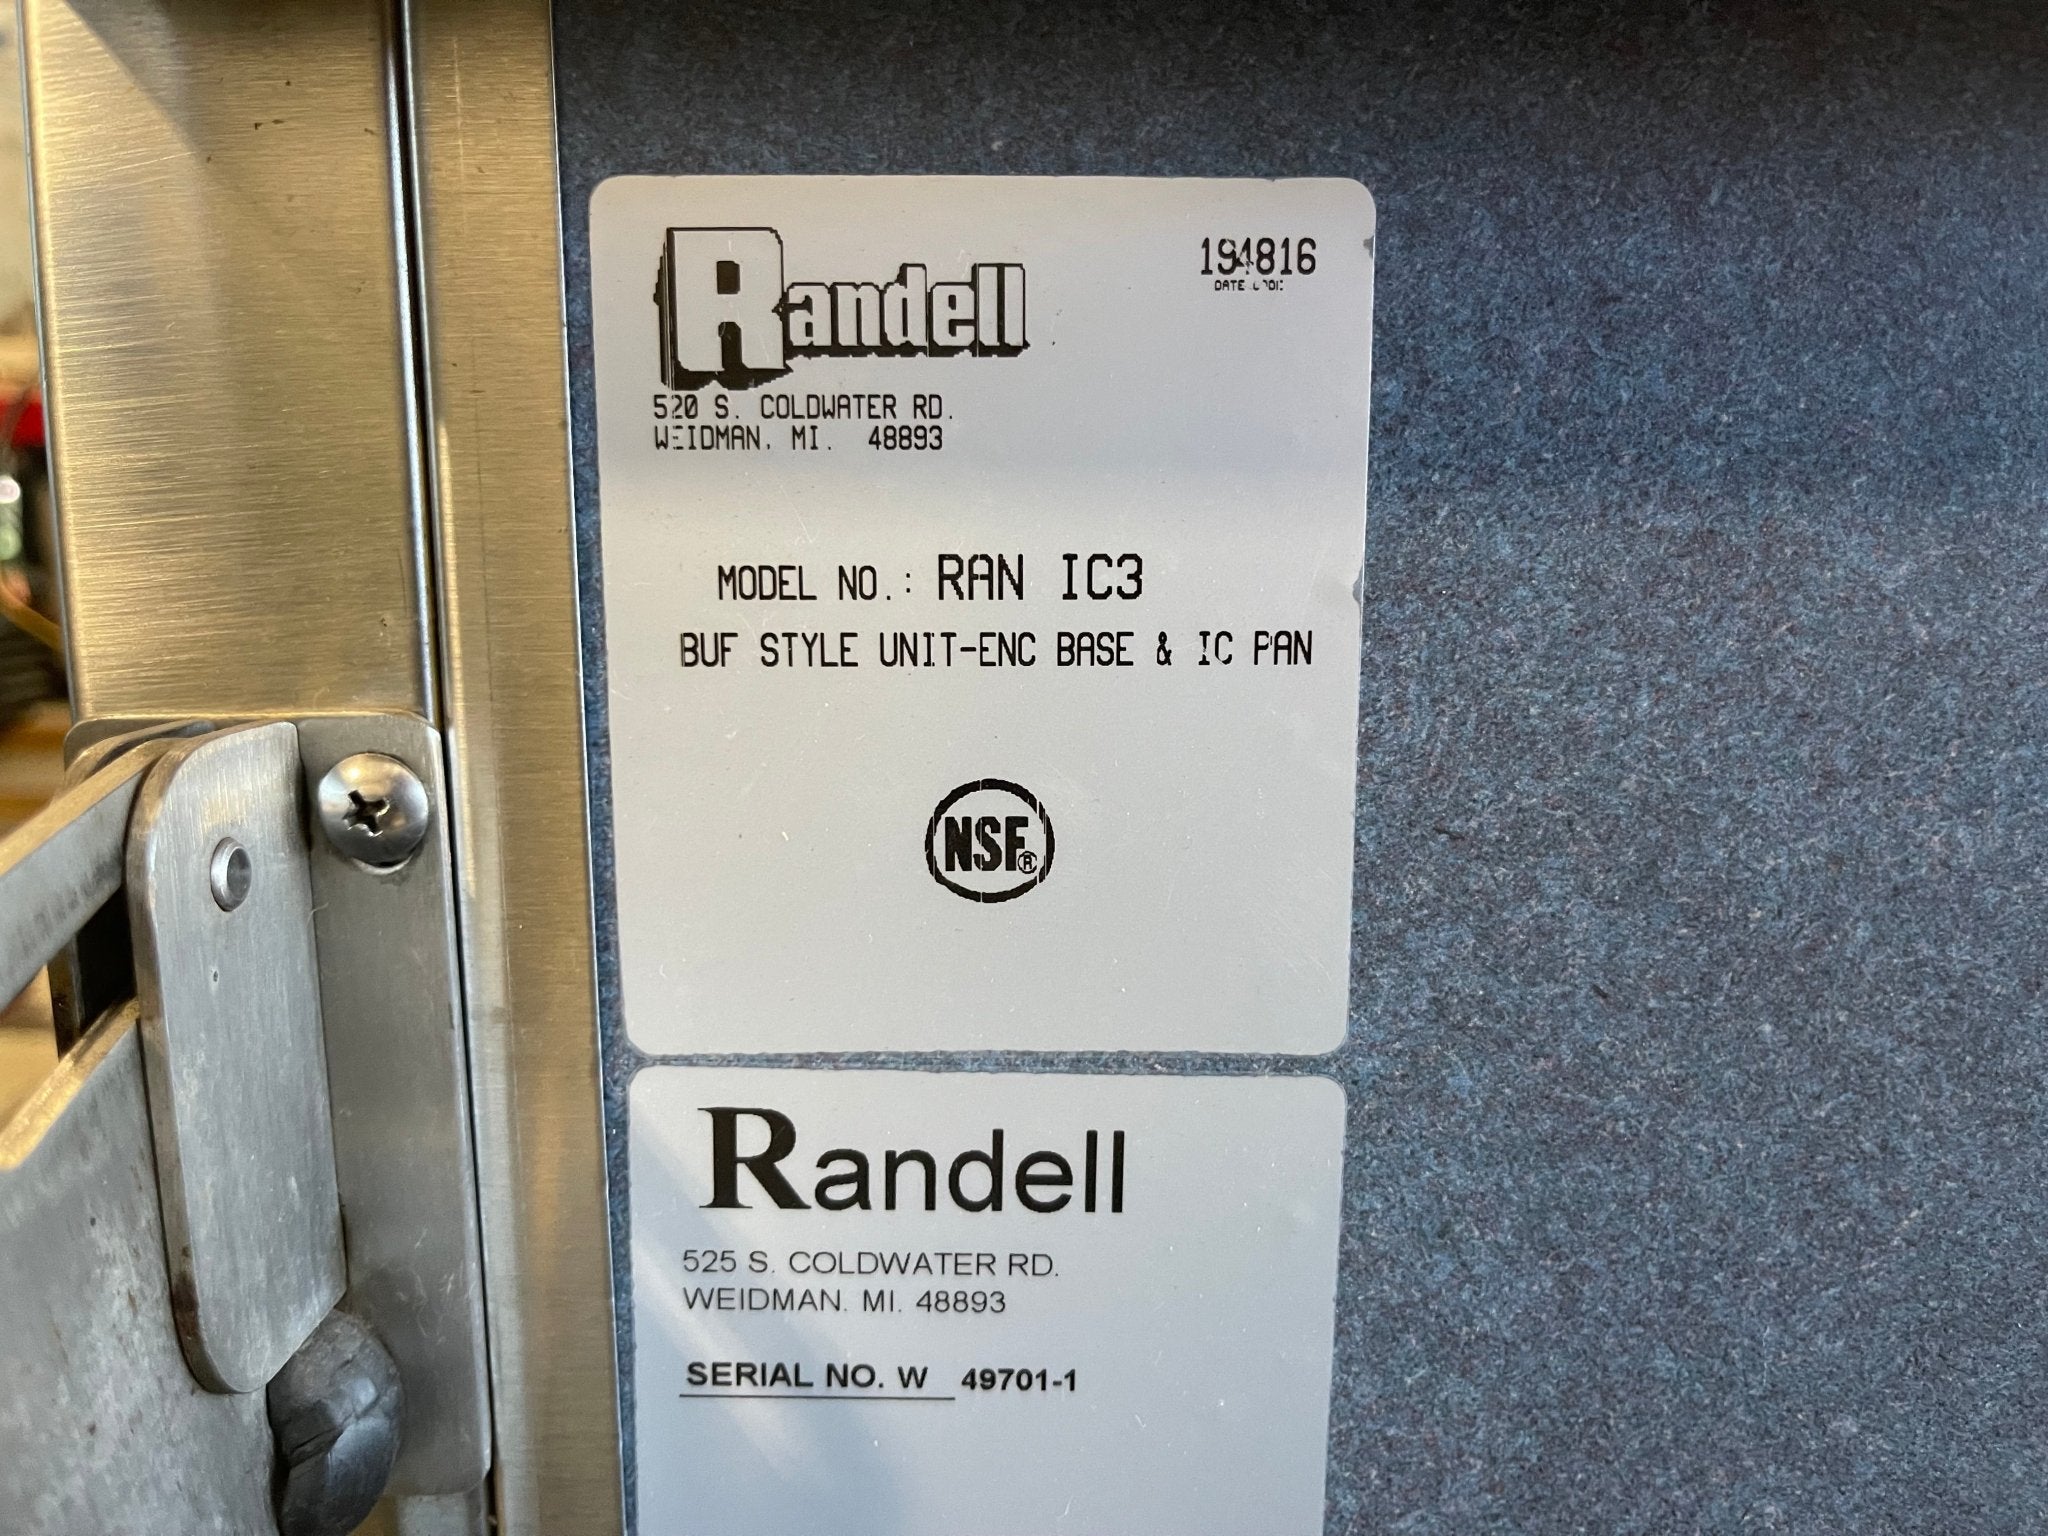 Randell
194816
DATE CODE
520 S. COLDWATER RD.
WEIDMAN, MI. 48893
MODEL NO.: RAN IC3
BUF STYLE UNIT-ENC BASE & IC PAN
NSF®
Randell
525 S. COLDWATER RD.
WEIDMAN. MI. 48893
SERIAL NO. W 49701-1